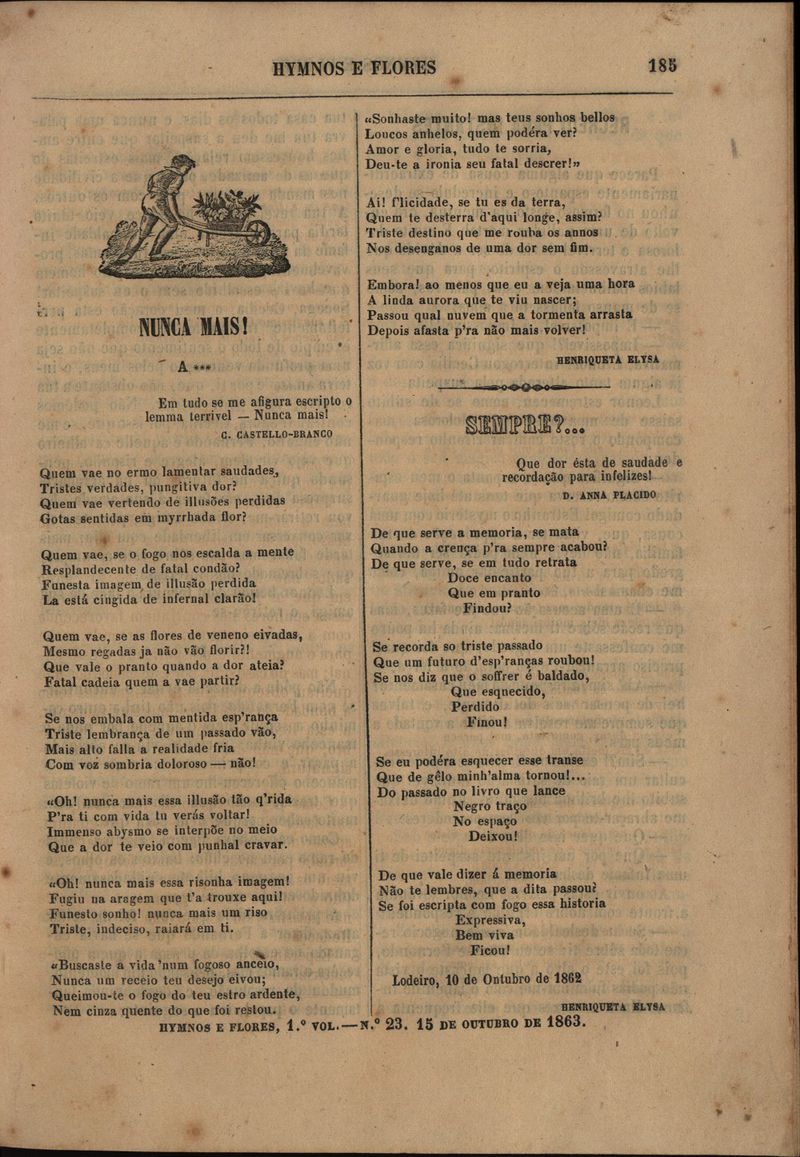 HYMNOS E FLORES 185
NUNCA MAIS!
A ***
Em tudo se me afigura escripto o
lemma terrivel — Nunca mais!
C. CASTELLO-BRANCO
Quem vae no ermo lamentar saudades,
Tristes verdades, pungitiva dor?
Quem vae vertendo de illusões perdidas
Gotas sentidas em myrrhada flor?
Quem vae, se o fogo nos escalda a mente
Resplandecente de fatal condão?
Funesta imagem de illusão perdida
La está cingida de infernal clarão!
Quem vae, se as flores de veneno eivadas,
Mesmo regadas ja não vão florir?!
Que vale o pranto quando a dor ateia?
Fatal cadeia quem a vae partir?
Se nos embala com mentida esp'rança
Triste lembrança de um passado vão,
Mais alto falla a realidade fria
Com voz sombria doloroso — não!
«Oh! nunca mais essa illusão tão q'rida
P'ra ti com vida tu verás voltar!
Immenso abysmo se interpõe no meio
Que a dor te veio com punhal cravar.
«Oh! nunca mais essa risonha imagem!
Fugiu na aragem que t'a trouxe aqui!
Funesto sonho! nunca mais um riso
Triste, indeciso, raiará em ti.
«Buscaste a vida 'num fogoso anceio,
Nunca um receio teu desejo eivou;
Queimou-te o fogo do teu estro ardente,
Nem cinza quente do que foi restou.
«Sonhaste muito! mas teus sonhos bellos
Loucos anhelos, quem podéra ver?
Amor e gloria, tudo te sorria,
Deu-te a ironia seu fatal descrer!»
Ai! f'licidade, se tu es da terra,
Quem te desterra d'aqui longe, assim?
Triste destino que me rouba os annos
Nos desenganos de uma dor sem fim.
Embora! ao menos que eu a veja uma hora
A linda aurora que te viu nascer;
Passou qual nuvem que a tormenta arrasta
Depois afasta p'ra não mais volver!
HENRIQUETA ELYSA
SEMPRE?...
Que dor ésta de saudade e
recordação para infelizes!
D. ANNA PLACIDO
De que serve a memoria, se mata
Quando a crença p'ra sempre acabou?
De que serve, se em tudo retrata
Doce encanto
Que em pranto
Findou?
Se recorda so triste passado
Que um futuro d'esp'ranças roubou!
Se nos diz que o soffrer é baldado,
Que esquecido,
Perdido
Finou!
Se eu podéra esquecer esse transe
Que de gêlo minh'alma tornou!...
Do passado no livro que lance
Negro traço
No espaço
Deixou!
De que vale dizer á memoria
Não te lembres, que a dita passou?
Se foi escripta com fogo essa historia
Expressiva,
Bem viva
Ficou!
Lodeiro, 10 de Outubro de 1862
HENRIQUETA ELYSA
HYMNOS E FLORES, 1.º VOL. — N.º 23. 15 DE OUTUBRO DE 1863.